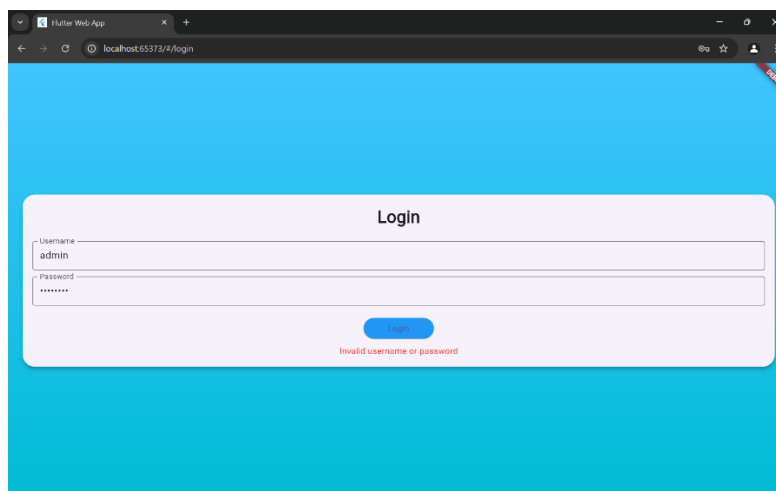 Flutter Web App
localhost:65373/#/login
Login
Username
admin
Password
••••••••
Login
Invalid username or password